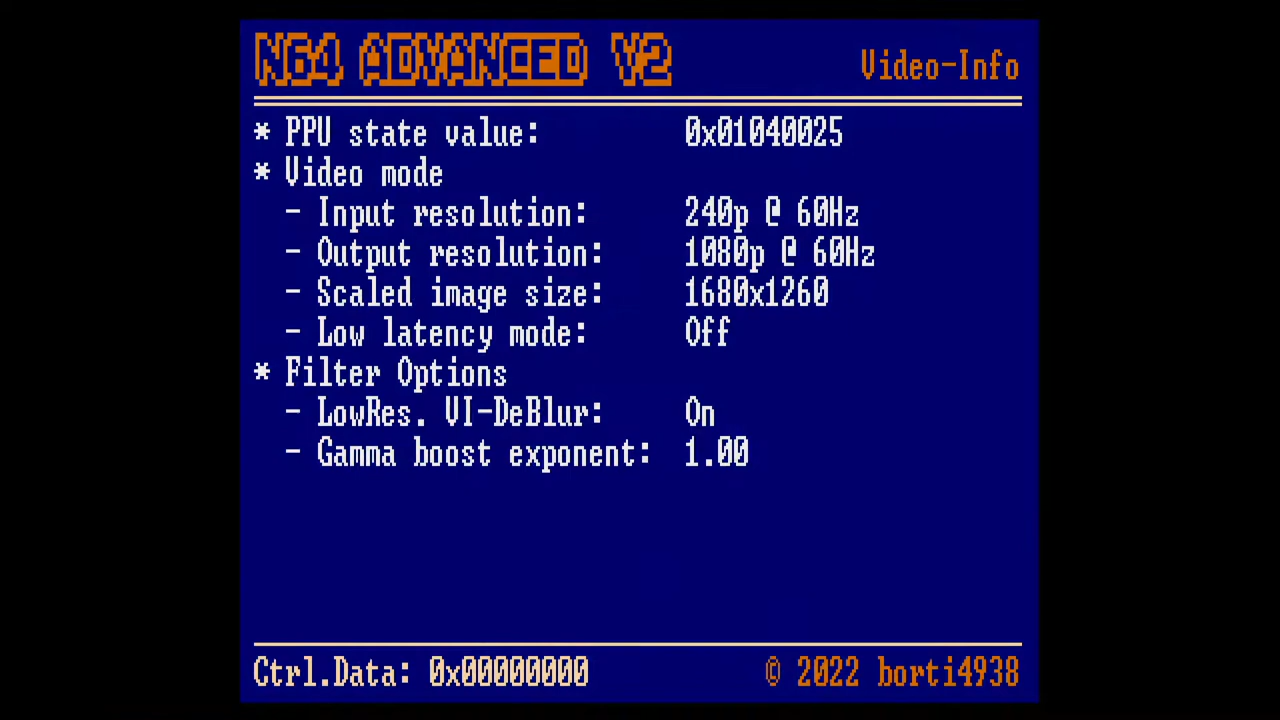 N64 ADVANCED V2 Video-Info
* PPU state value: 0x01040025
* Video mode
- Input resolution: 240p @ 60Hz
- Output resolution: 1080p @ 60Hz
- Scaled image size: 1680x1260
- Low latency mode: Off
* Filter Options
- LowRes. VI-DeBlur: On
- Gamma boost exponent: 1.00
Ctrl.Data: 0x00000000 © 2022 borti4938